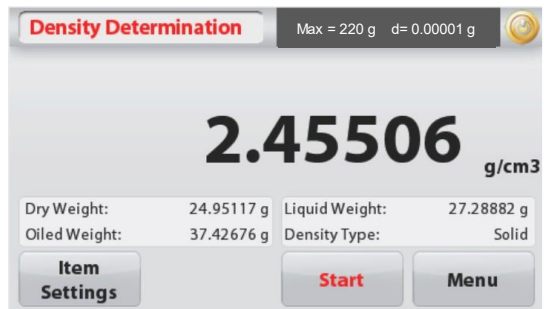 Density Determination
Max = 220 g d= 0.00001 g
2.45506 g/cm3
Dry Weight: 24.95117 g
Liquid Weight: 27.28882 g
Oiled Weight: 37.42676 g
Density Type: Solid
Item Settings
Start
Menu